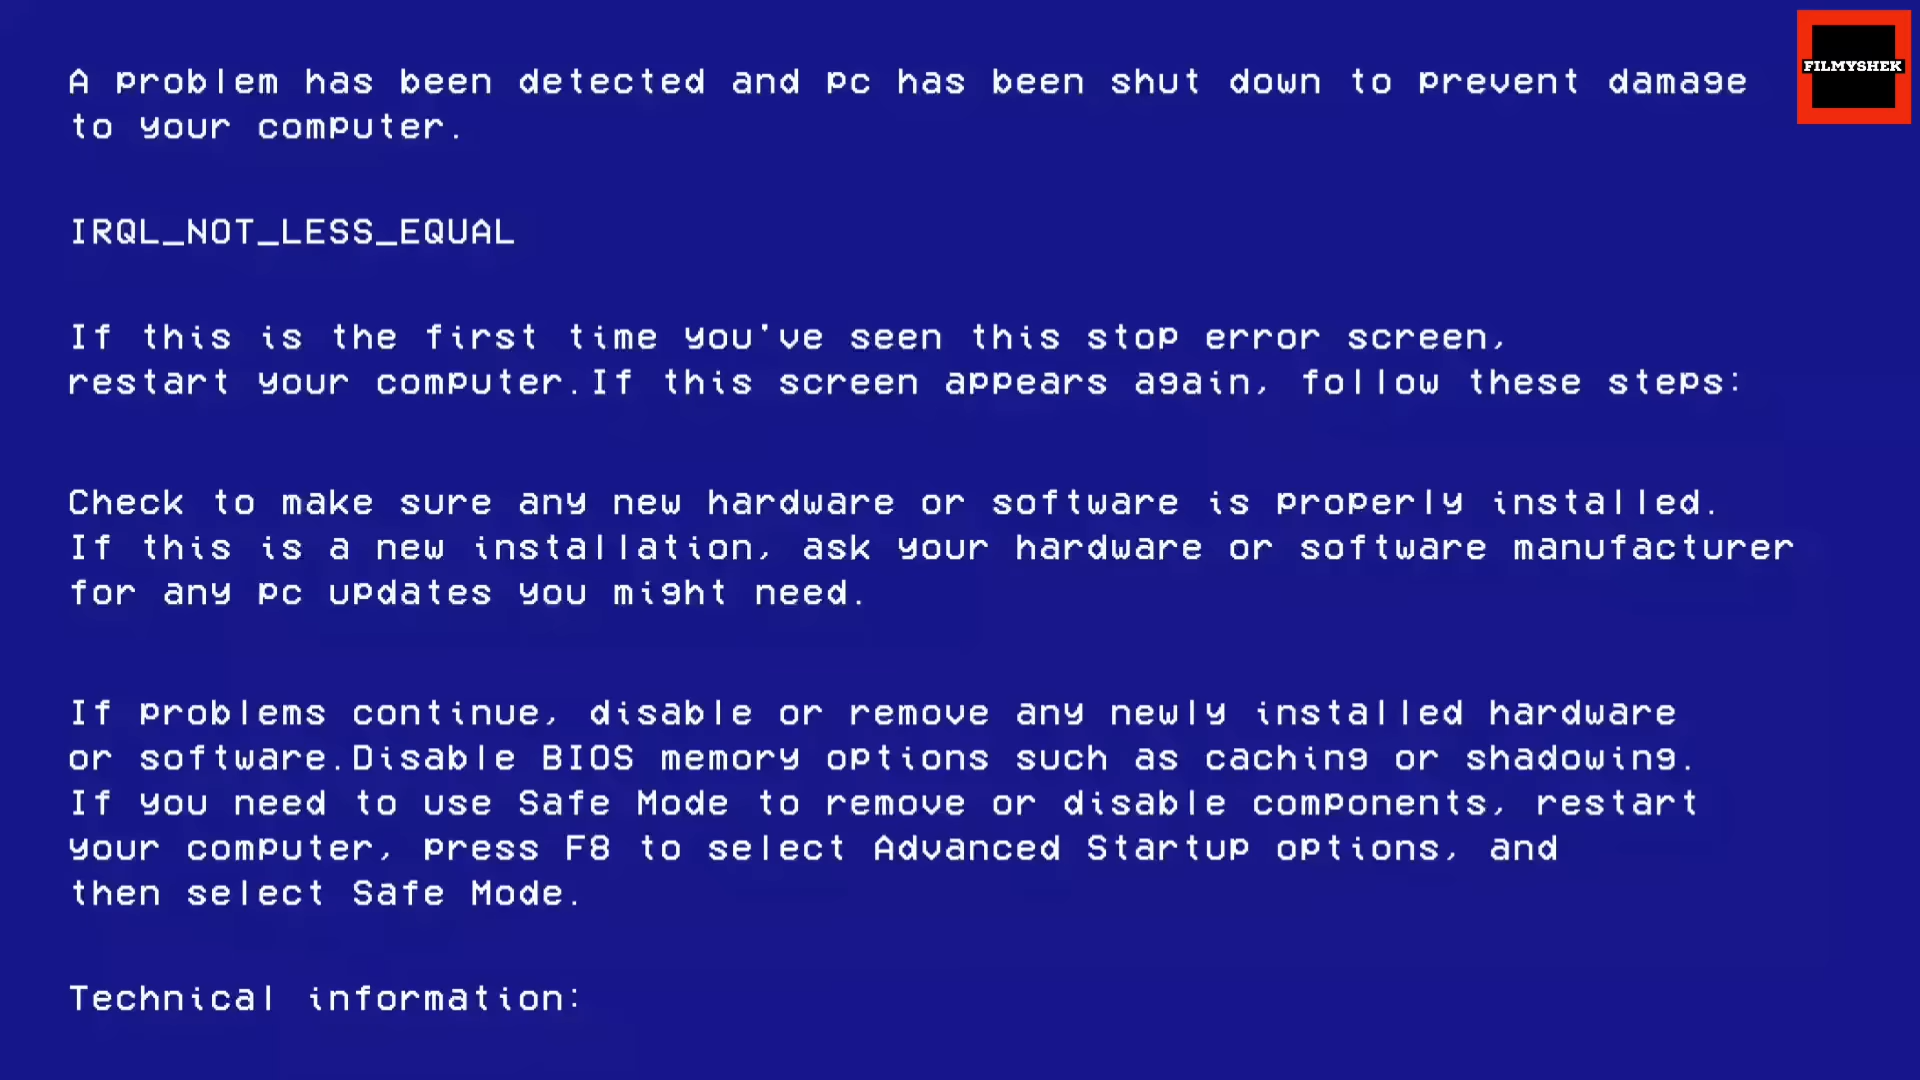 A problem has been detected and pc has been shut down to prevent damage
to your computer.
FILMYSHEK
IRQL_NOT_LESS_EQUAL
If this is the first time you've seen this stop error screen,
restart your computer.If this screen appears again, follow these steps:
Check to make sure any new hardware or software is properly installed.
If this is a new installation, ask your hardware or software manufacturer
for any pc updates you might need.
If problems continue, disable or remove any newly installed hardware
or software.Disable BIOS memory options such as caching or shadowing.
If you need to use Safe Mode to remove or disable components, restart
your computer, press F8 to select Advanced Startup options, and
then select Safe Mode.
Technical information: